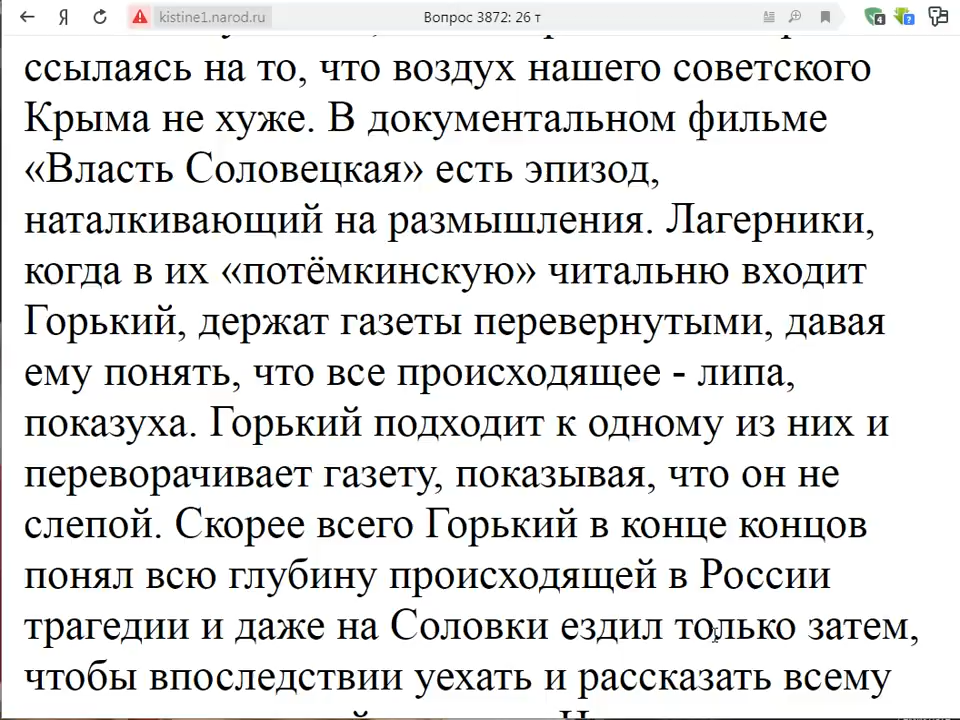 kistine1.narod.ru
Вопрос 3872: 26 т
ссылаясь на то, что воздух нашего советского
Крыма не хуже. В документальном фильме
«Власть Соловецкая» есть эпизод,
наталкивающий на размышления. Лагерники,
когда в их «потёмкинскую» читальню входит
Горький, держат газеты перевернутыми, давая
ему понять, что все происходящее - липа,
показуха. Горький подходит к одному из них и
переворачивает газету, показывая, что он не
слепой. Скорее всего Горький в конце концов
понял всю глубину происходящей в России
трагедии и даже на Соловки ездил только затем,
чтобы впоследствии уехать и рассказать всему